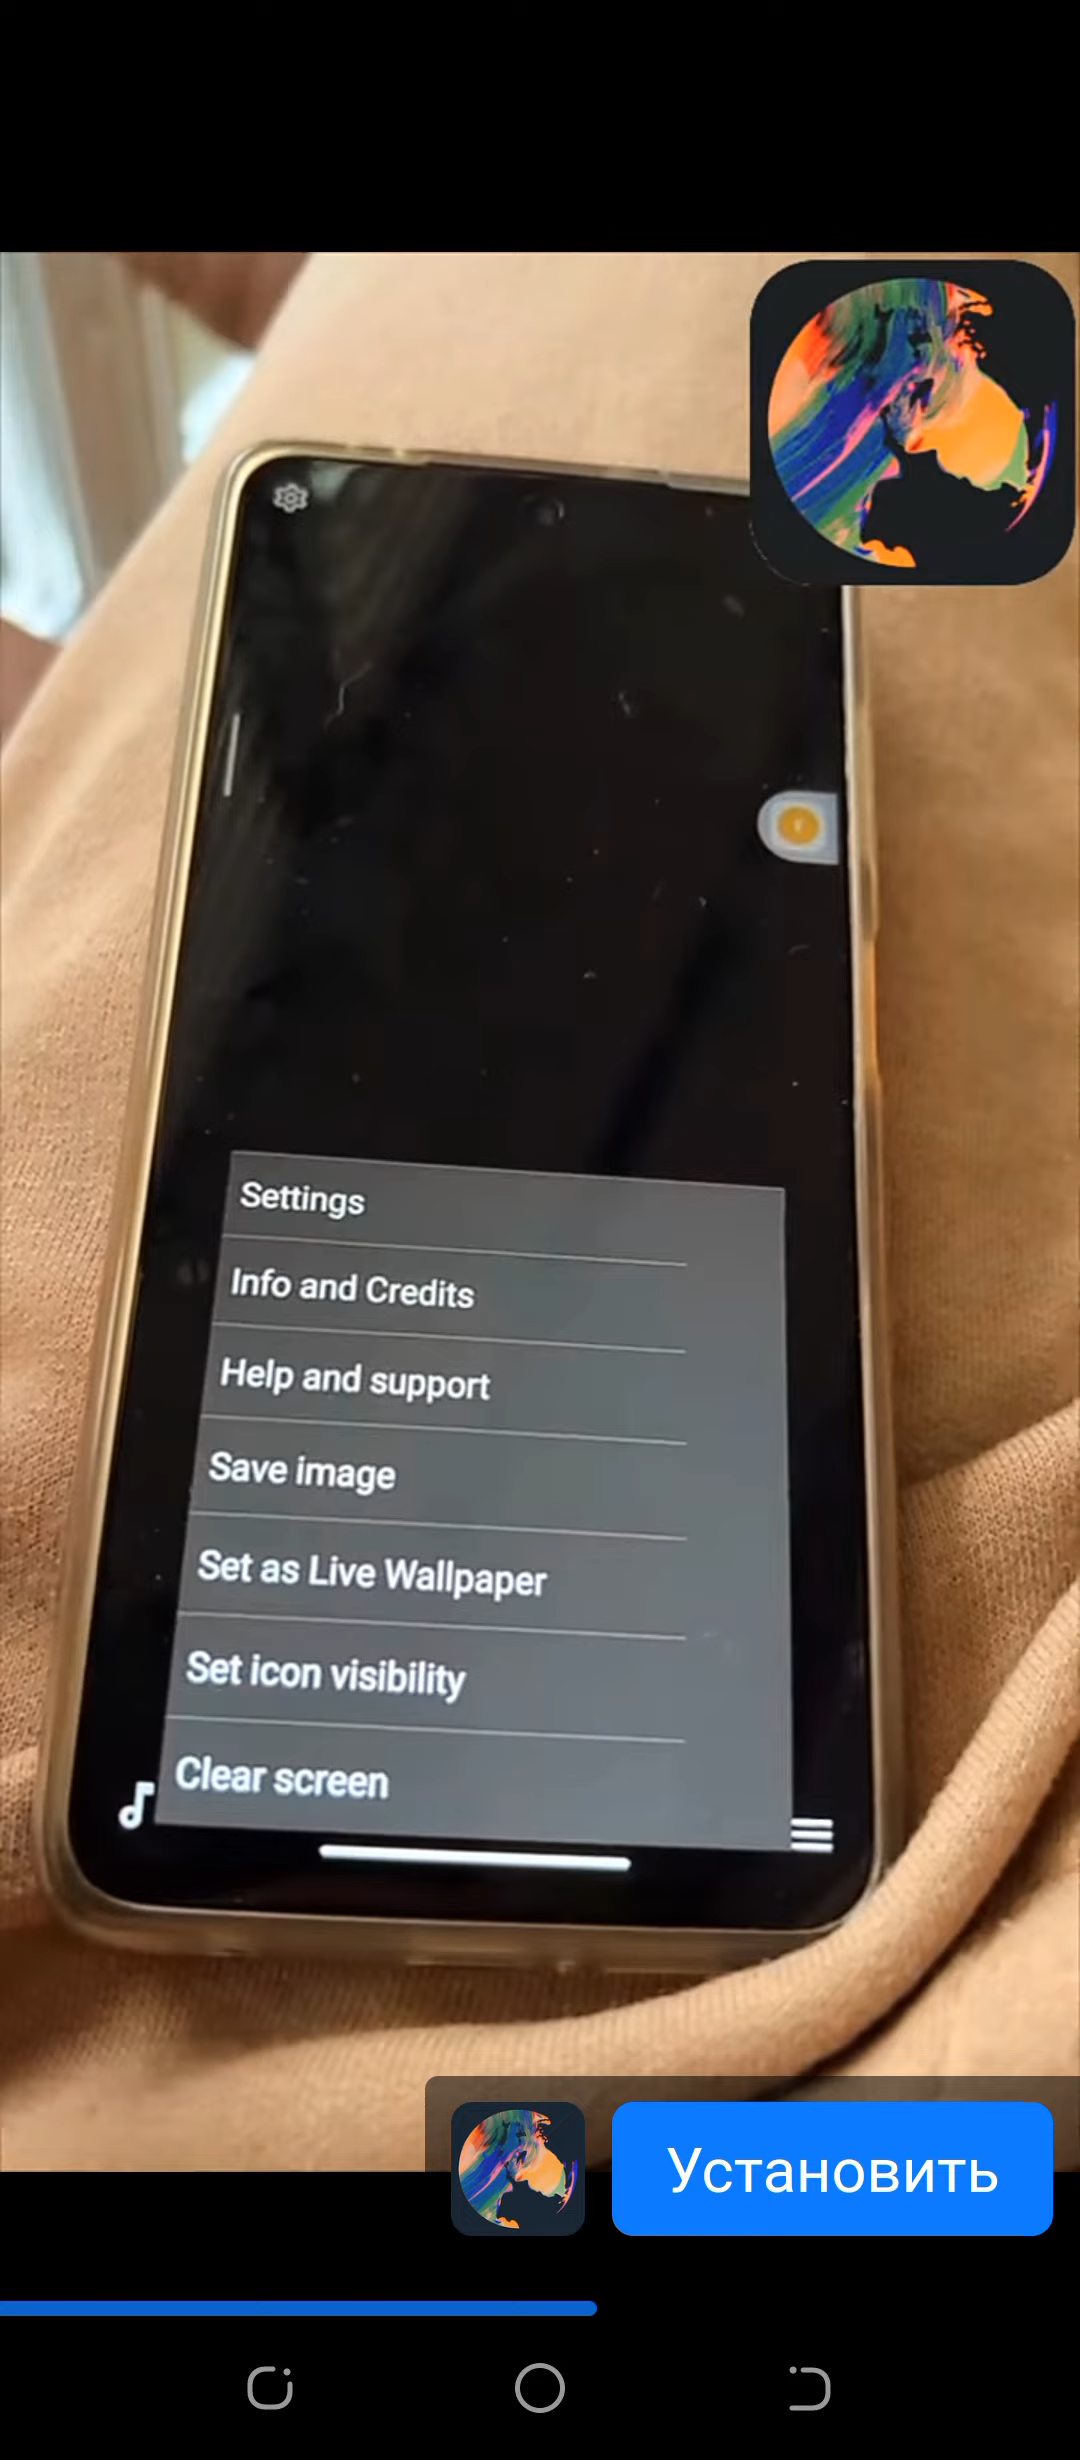 Settings
Info and Credits
Help and support
Save image
Set as Live Wallpaper
Set icon visibility
Clear screen
Установить